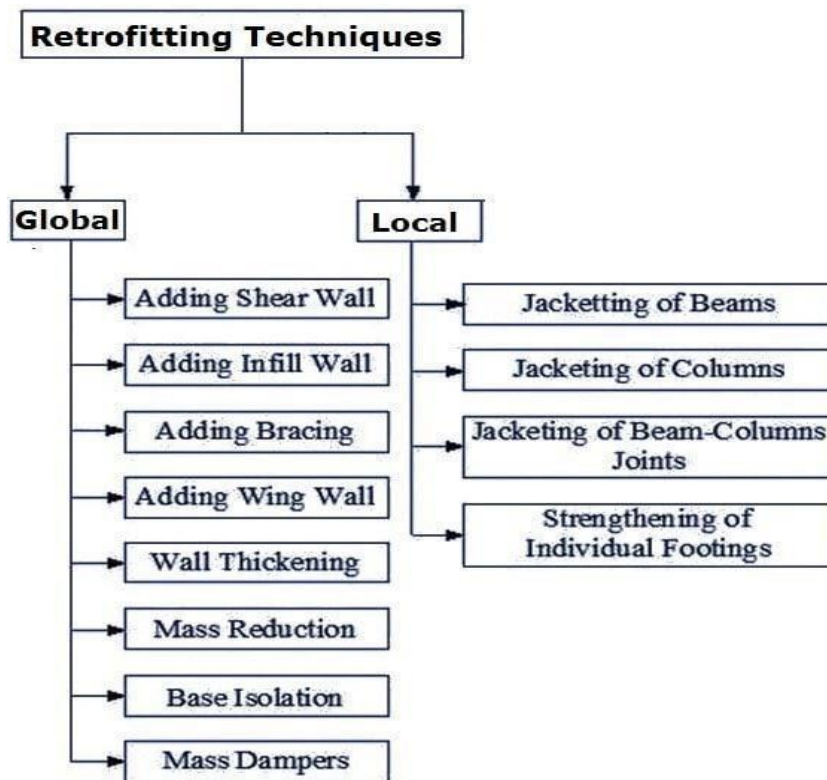 Retrofitting Techniques
Global
Local
Adding Shear Wall
Adding Infill Wall
Adding Bracing
Adding Wing Wall
Wall Thickening
Mass Reduction
Base Isolation
Mass Dampers
Jacketting of Beams
Jacketing of Columns
Jacketing of Beam-Columns
Joints
Strengthening of
Individual Footings